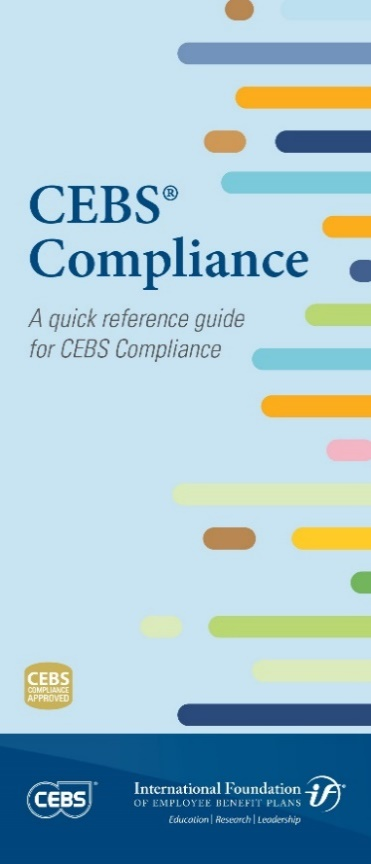 CEBS®
Compliance
A quick reference guide
for CEBS Compliance
CEBS
COMPLIANCE
APPROVED
CEBS®
International Foundation
OF EMPLOYEE BENEFIT PLANS
Education | Research | Leadership
if®